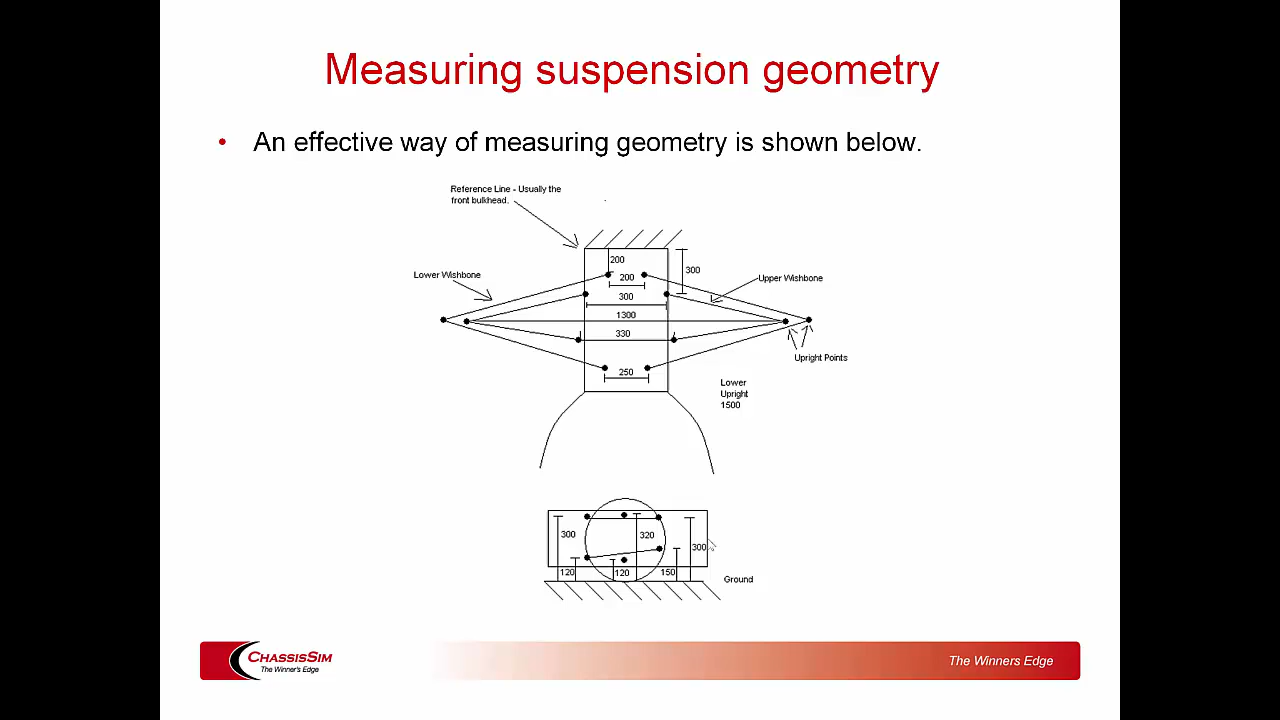 Measuring suspension geometry
• An effective way of measuring geometry is shown below.
Reference Line - Usually the
front bulkhead.
200
Lower Wishbone
200
300
Upper Wishbone
300
1300
330
Upright Points
250
Lower
Upright
1500
300
320
300
120
120
150
Ground
CHASSISSIM
The Winner's Edge
The Winners Edge